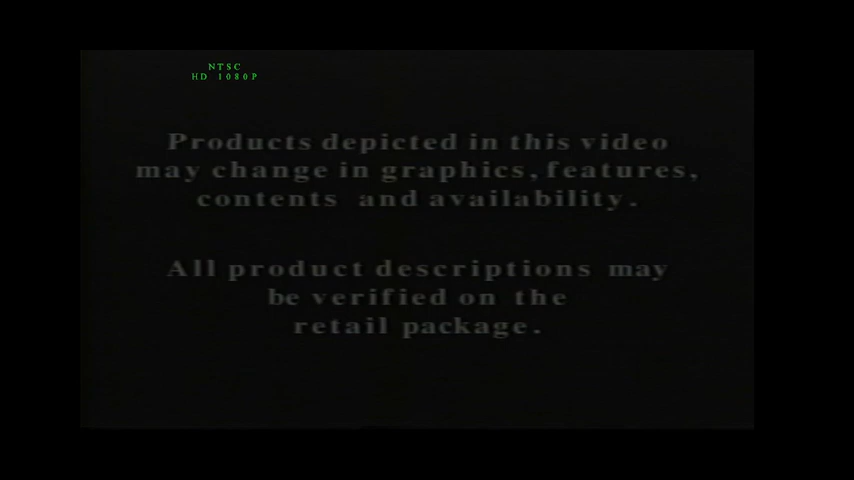 NTSC
HD 1080P
Products depicted in this video
may change in graphics, features,
contents and availability.
All product descriptions may
be verified on the
retail package.